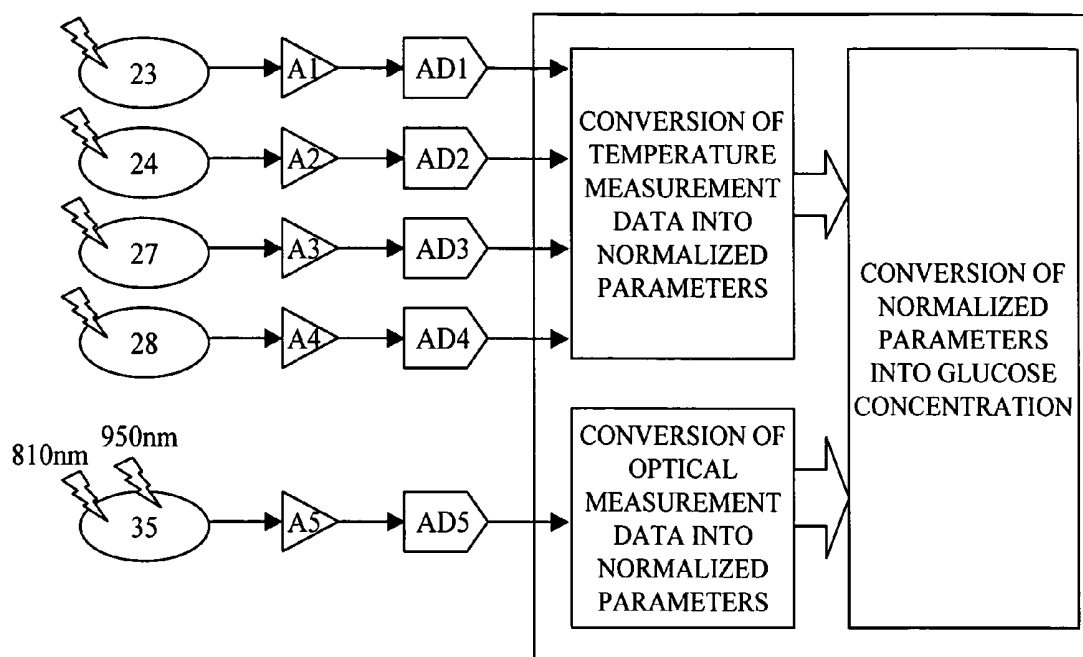 23 A1 AD1
24 A2 AD2
27 A3 AD3
28 A4 AD4
CONVERSION OF
TEMPERATURE
MEASUREMENT
DATA INTO
NORMALIZED
PARAMETERS
810nm
950nm
35 A5 AD5
CONVERSION OF
OPTICAL
MEASUREMENT
DATA INTO
NORMALIZED
PARAMETERS
CONVERSION OF
NORMALIZED
PARAMETERS
INTO GLUCOSE
CONCENTRATION